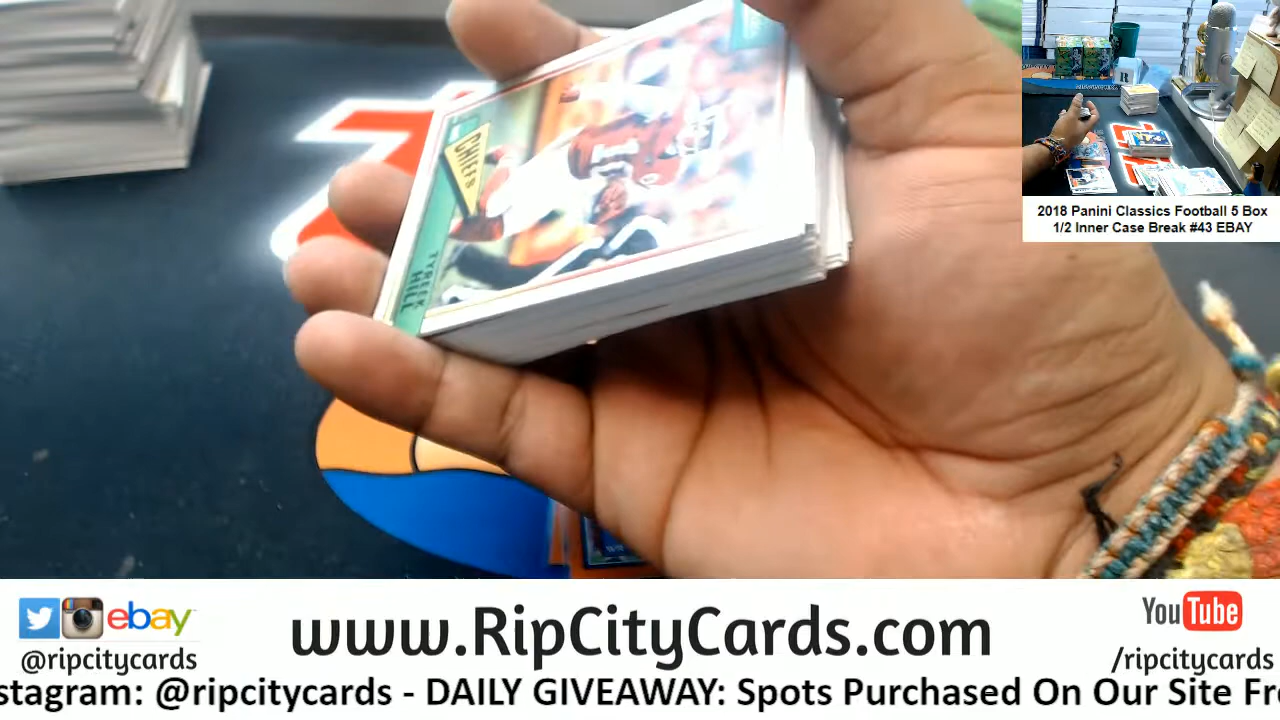 CHIEFS
TYREEK
HILL
R
2018 Panini Classics Football 5 Box
1/2 Inner Case Break #43 EBAY
ebay
@ripcitycards
www.RipCityCards.com
YouTube
/ripcitycards
stagram: @ripcitycards - DAILY GIVEAWAY: Spots Purchased On Our Site Fr